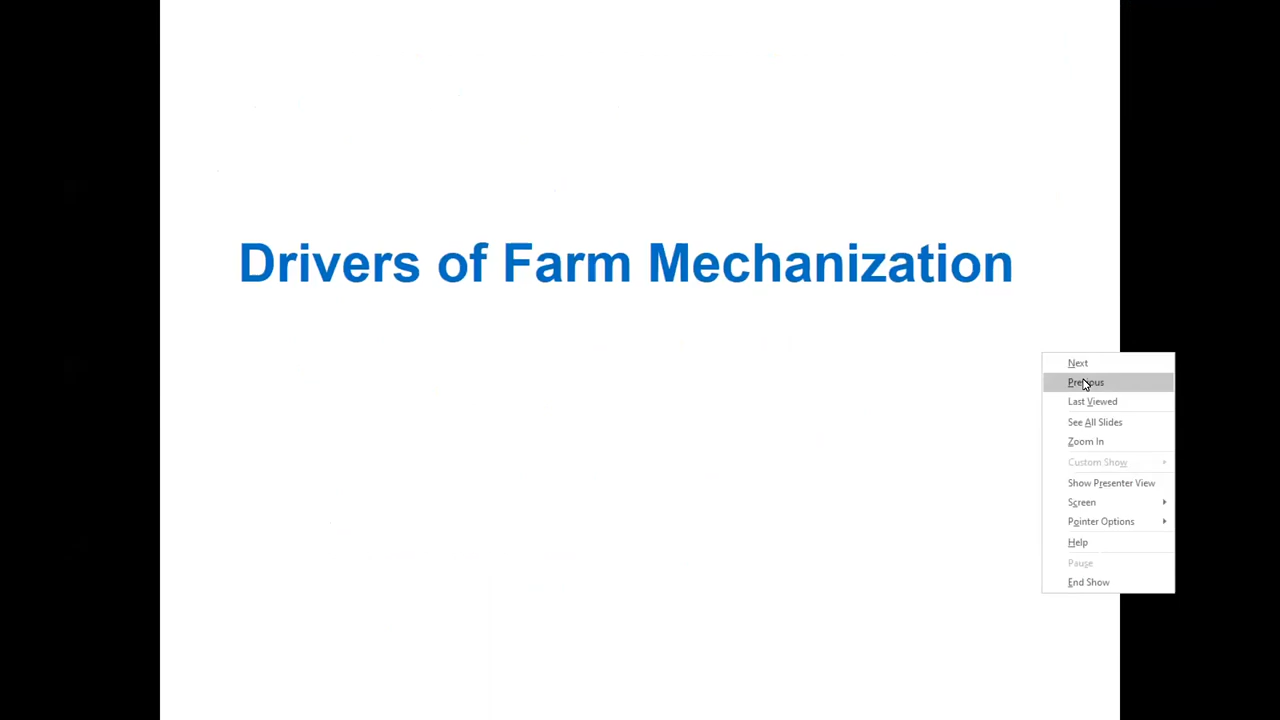 Drivers of Farm Mechanization
Next
Previous
Last Viewed
See All Slides
Zoom In
Custom Show
Show Presenter View
Screen
Pointer Options
Help
Pause
End Show